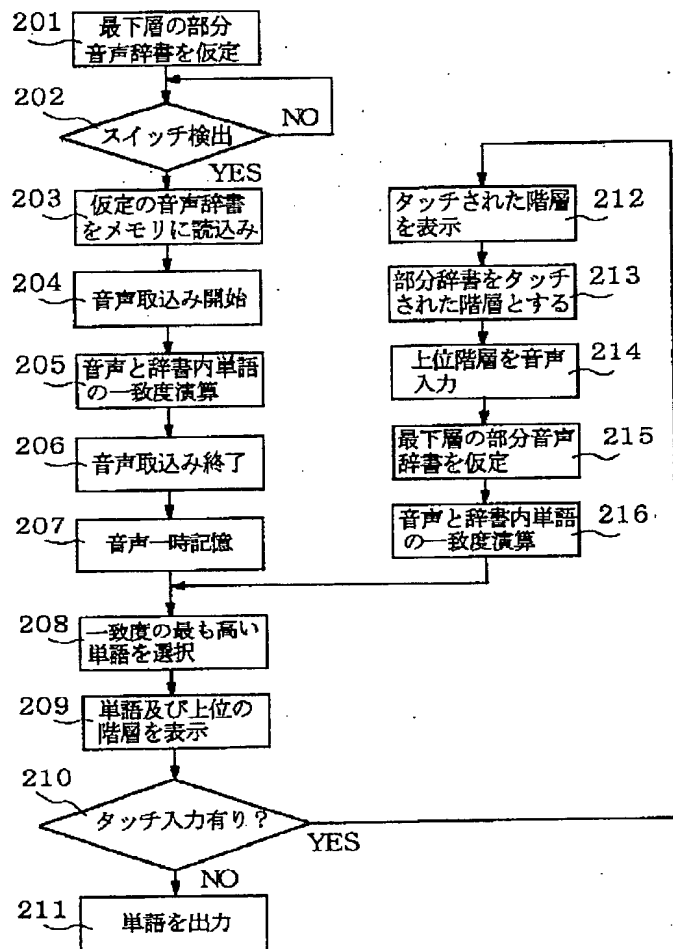 201
最下層の部分
音声辞書を仮定
202
スイッチ検出
NO
YES
203
仮定の音声辞書
をメモリに読込み
204
音声取込み開始
205
音声と辞書内単語
の一致度演算
206
音声取込み終了
207
音声一時記憶
208
一致度の最も高い
単語を選択
209
単語及び上位の
階層を表示
210
タッチ入力有り？
YES
NO
211
単語を出力
タッチされた階層
を表示
212
部分辞書をタッチ
された階層とする
213
上位階層を音声
入力
214
最下層の部分音声
辞書を仮定
215
音声と辞書内単語
の一致度演算
216